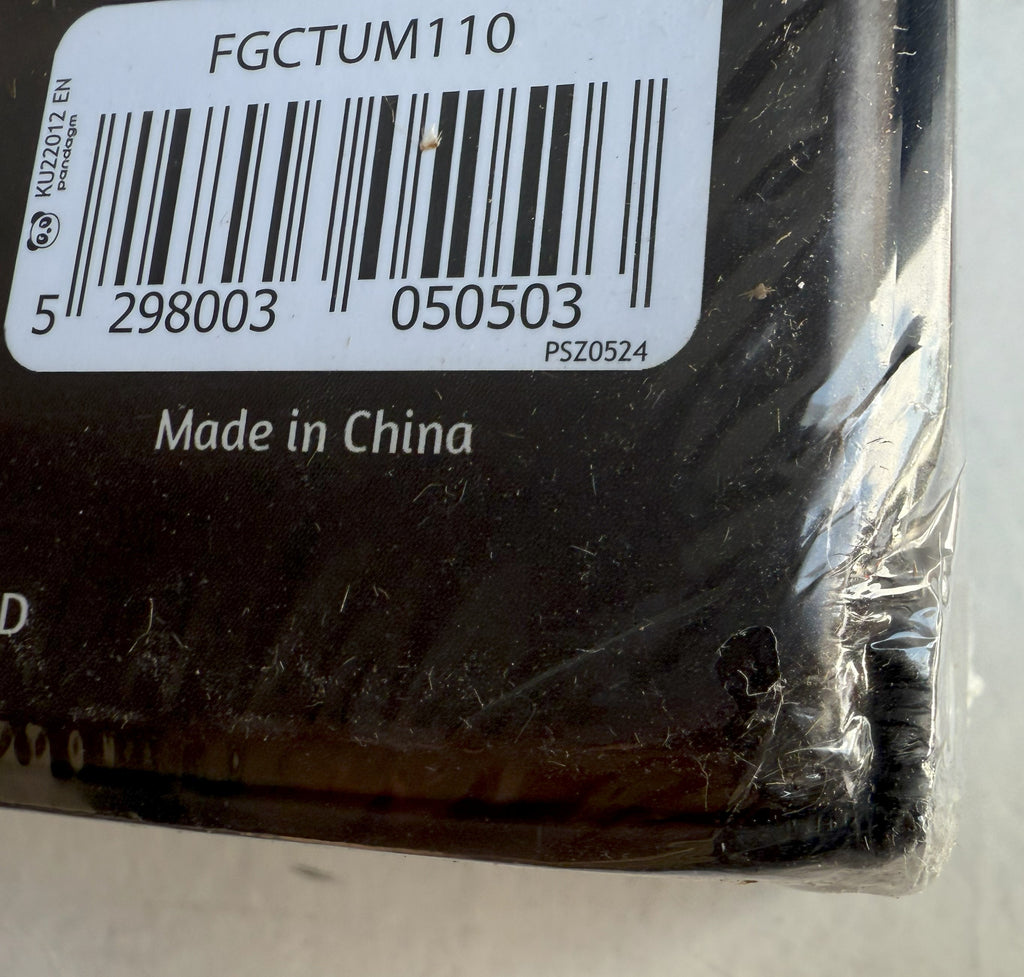 FGCTUM110
KU22012 EN
pandagm
5 298003 050503
PSZ0524
Made in China
D